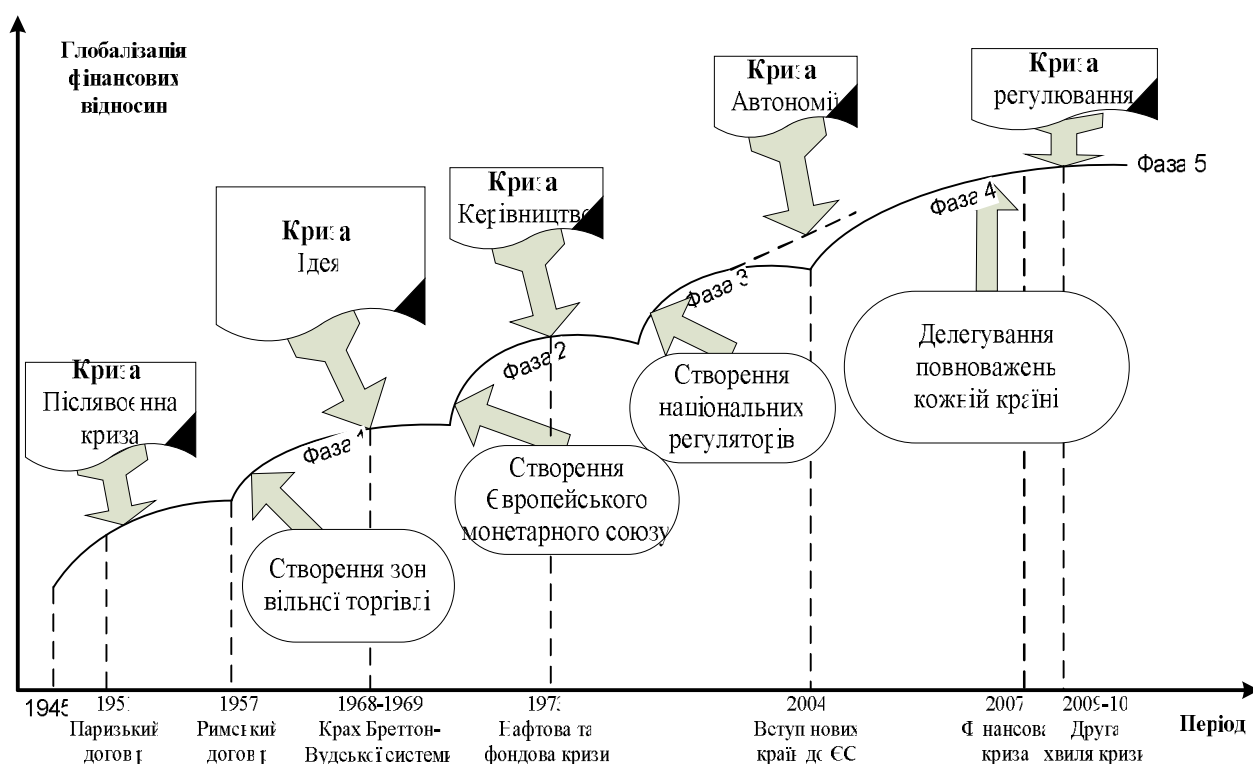 Глобалізація
фінансових
відносин
Криза
Післявоєнна
криза
Криза
Ідея
Криза
Керівництво
Криза
Автономії
Криза
регулювання
Фаза 1
Фаза 2
Фаза 3
Фаза 4
Фаза 5
Створення зон
вільної торгівлі
Створення
Європейського
монетарного союзу
Створення
національних
регуляторів
Делегування
повноважень
кожній країні
1945
Паризький
договір
1957
Римський
договір
1968-1969
Крах Бреттон-
Вудської системи
Нафтова та
фондова кризи
2004
Вступ нових
країн до ЄС
2007
Фінансова
криза
2009-10
Друга
хвиля кризи
Період